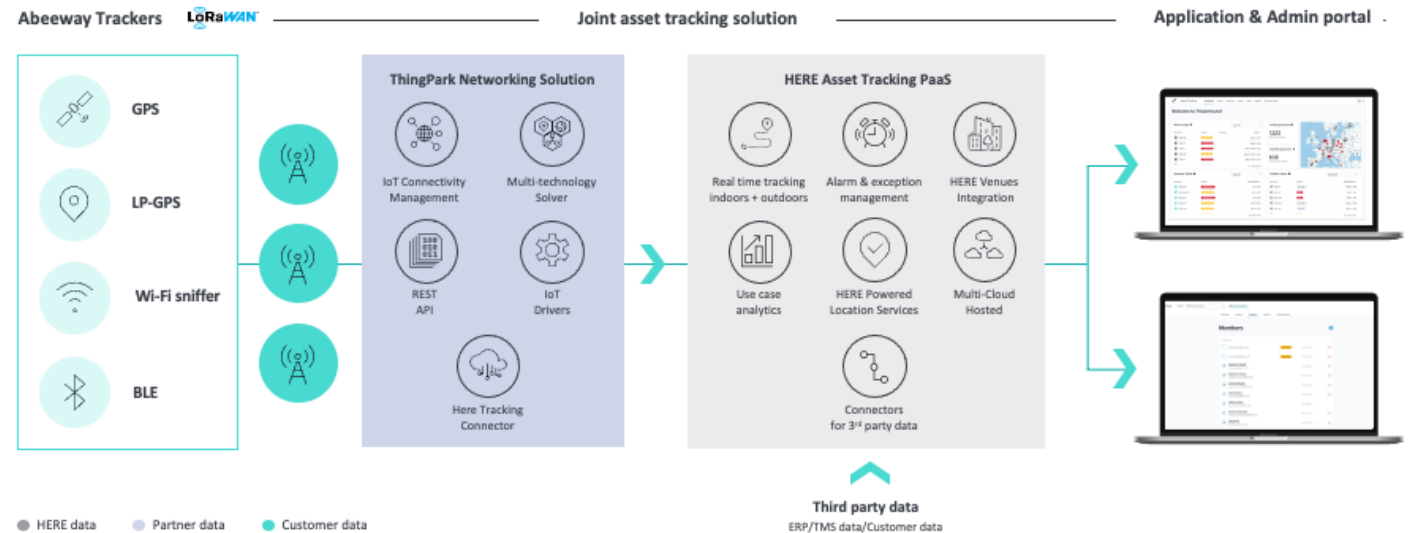 Abeeway Trackers
LoRaWAN
Joint asset tracking solution
Application & Admin portal
GPS
LP-GPS
Wi-Fi sniffer
BLE
ThingPark Networking Solution
IoT Connectivity
Management
Multi-technology
Solver
REST
API
IoT
Drivers
Here Tracking
Connector
HERE Asset Tracking PaaS
Real time tracking
indoors + outdoors
Alarm & exception
management
HERE Venues
Integration
Use case
analytics
HERE Powered
Location Services
Multi-Cloud
Hosted
Connectors
for 3rd party data
Members
Third party data
ERP/TMS data/Customer data
HERE data
Partner data
Customer data